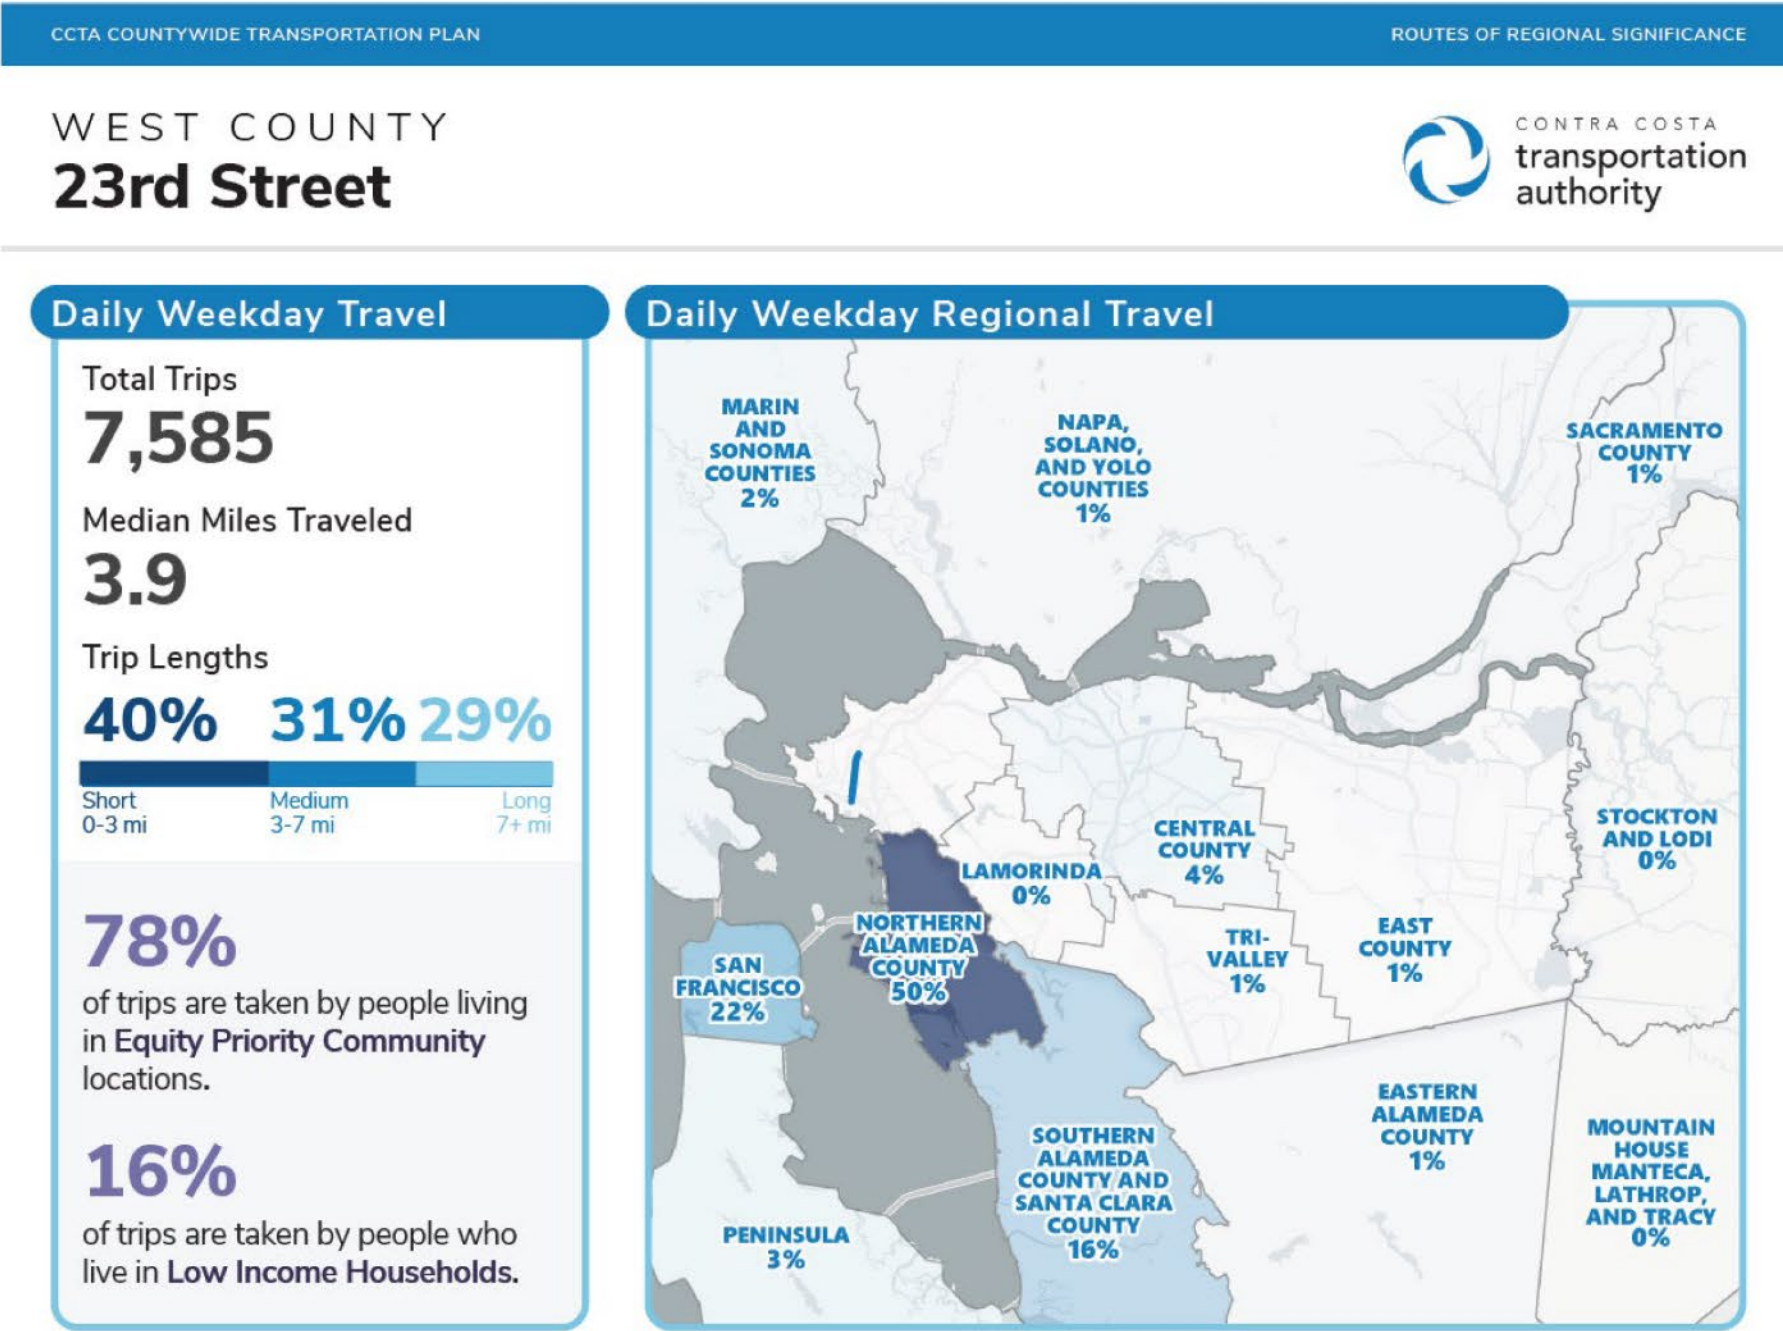 CCTA COUNTYWIDE TRANSPORTATION PLAN
ROUTES OF REGIONAL SIGNIFICANCE
WEST COUNTY
23rd Street
CONTRA COSTA
transportation
authority
Daily Weekday Travel
Total Trips
7,585
Median Miles Traveled
3.9
Trip Lengths
40% 31% 29%
Short Medium Long
0-3 mi 3-7 mi 7+ mi
78%
of trips are taken by people living
in Equity Priority Community
locations.
16%
of trips are taken by people who
live in Low Income Households.
Daily Weekday Regional Travel
MARIN
AND
SONOMA
COUNTIES
2%
NAPA,
SOLANO,
AND YOLO
COUNTIES
1%
SACRAMENTO
COUNTY
1%
STOCKTON
AND LODI
0%
CENTRAL
COUNTY
4%
LAMORINDA
0%
NORTHERN
ALAMEDA
COUNTY
50%
SAN
FRANCISCO
22%
TRI-
VALLEY
1%
EAST
COUNTY
1%
EASTERN
ALAMEDA
COUNTY
1%
MOUNTAIN
HOUSE
MANTECA,
LATHROP,
AND TRACY
0%
SOUTHERN
ALAMEDA
COUNTY AND
SANTA CLARA
COUNTY
16%
PENINSULA
3%